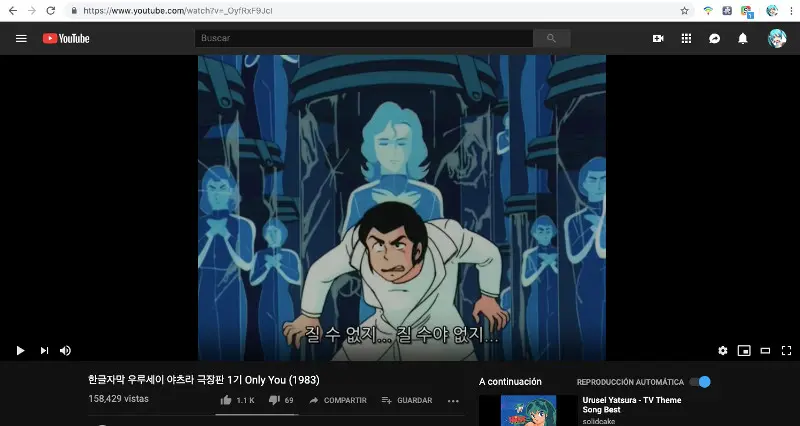 https://www.youtube.com/watch?v=_OyfRxF9JcI
YouTube
Buscar
질 수 없지... 질 수야 없지...
한글자막 우루세이 야츠라 극장판 1기 Only You (1983)
158,429 vistas
1.1 K
69
COMPARTIR
GUARDAR
A continuación
REPRODUCCIÓN AUTOMÁTICA
Urusei Yatsura - TV Theme
Song Best
solidcake